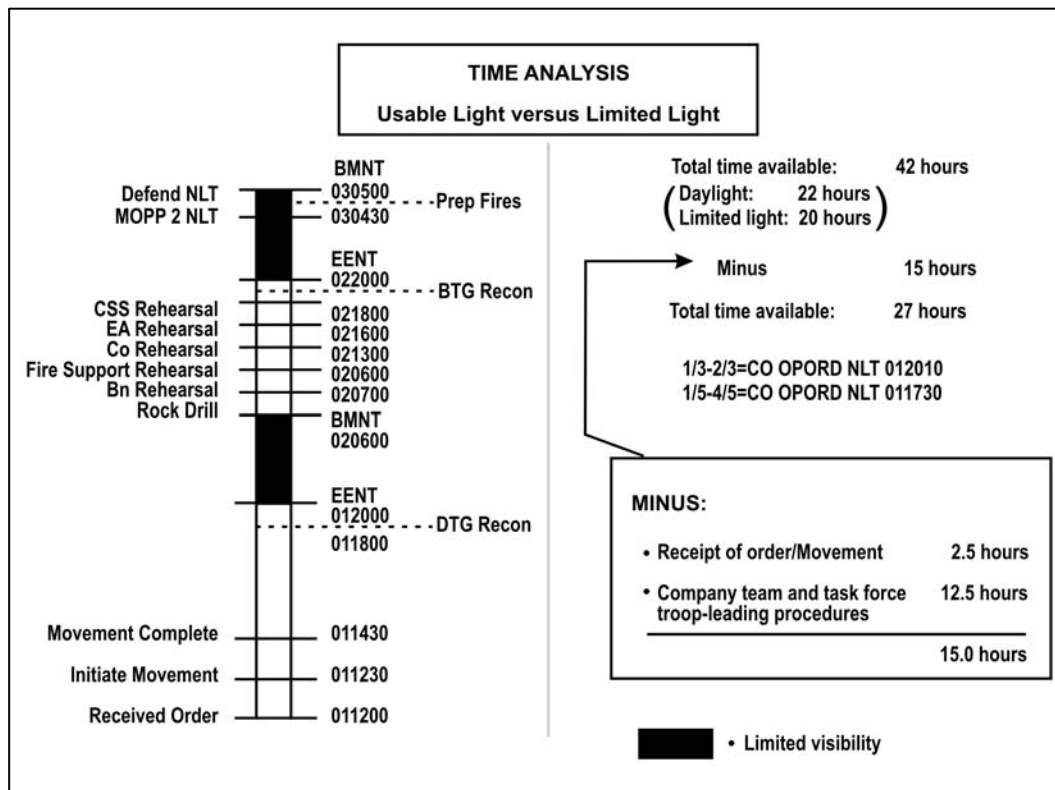 TIME ANALYSIS
Usable Light versus Limited Light
BMNT
Defend NLT 030500
Prep Fires
MOPP 2 NLT 030430
EENT
022000
BTG Recon
CSS Rehearsal 021800
EA Rehearsal 021600
Co Rehearsal 021300
Fire Support Rehearsal 020600
Bn Rehearsal 020700
Rock Drill BMNT
020600
EENT
012000
DTG Recon
011800
Movement Complete 011430
Initiate Movement 011230
Received Order 011200
Total time available: 42 hours
(Daylight: 22 hours
Limited light: 20 hours)
Minus 15 hours
Total time available: 27 hours
1/3-2/3=CO OPORD NLT 012010
1/5-4/5=CO OPORD NLT 011730
MINUS:
• Receipt of order/Movement 2.5 hours
• Company team and task force 12.5 hours
troop-leading procedures
15.0 hours
• Limited visibility